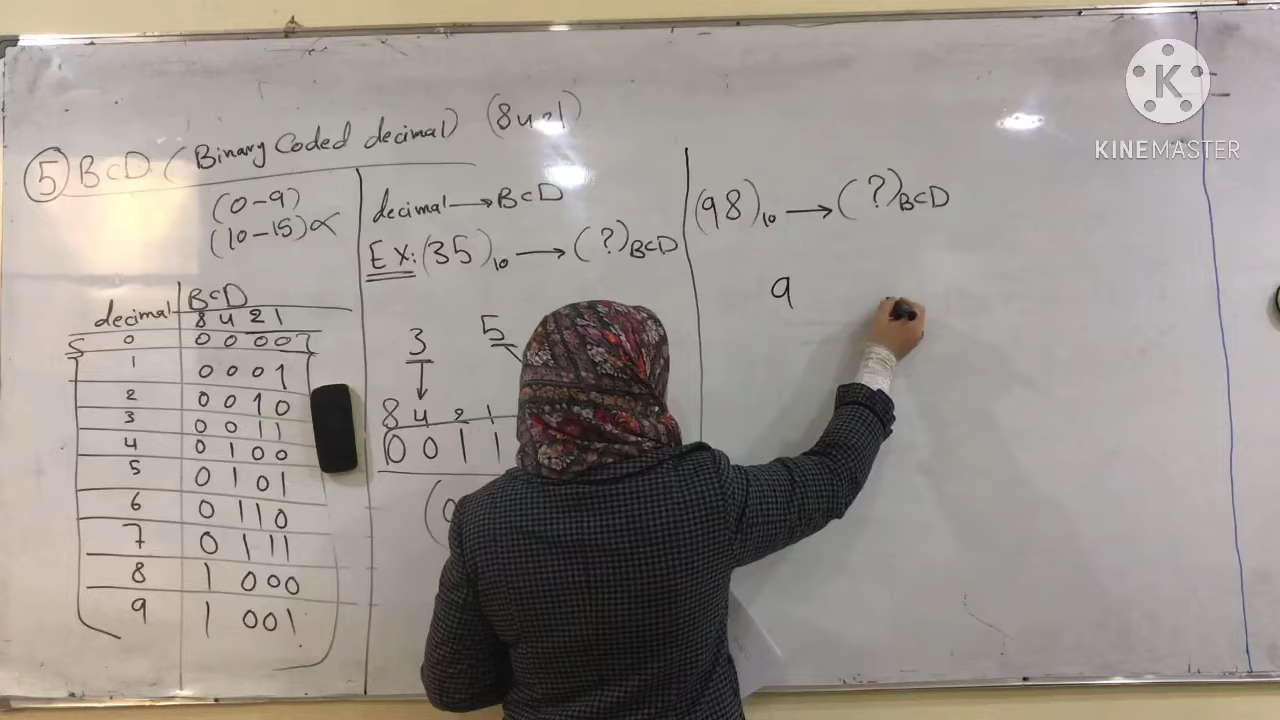 ⑤ BCD (Binary Coded decimal) (8421)
(0-9)
(10-15)∝
decimal BCD
8 4 2 1
0 0 0 0 0
1 0 0 0 1
2 0 0 1 0
3 0 0 1 1
4 0 1 0 0
5 0 1 0 1
6 0 1 1 0
7 0 1 1 1
8 1 0 0 0
9 1 0 0 1
decimal → BCD
EX: (35)₁₀ → (?)BCD
3 5
8 4 2 1
0 0 1 1
(0
(98)₁₀ → (?)BCD
9
K
KINEMASTER